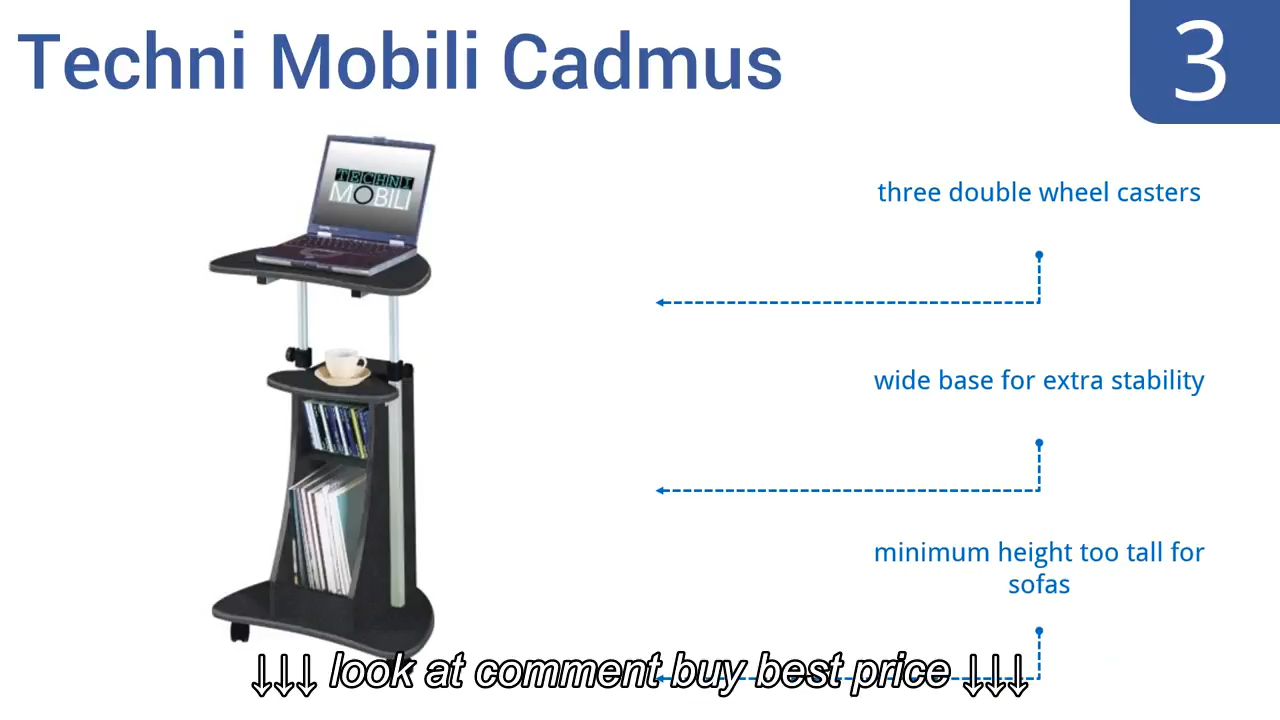 Techni Mobili Cadmus
3
TECHNI
MOBILI
three double wheel casters
wide base for extra stability
minimum height too tall for
sofas
↓↓↓ look at comment buy best price ↓↓↓